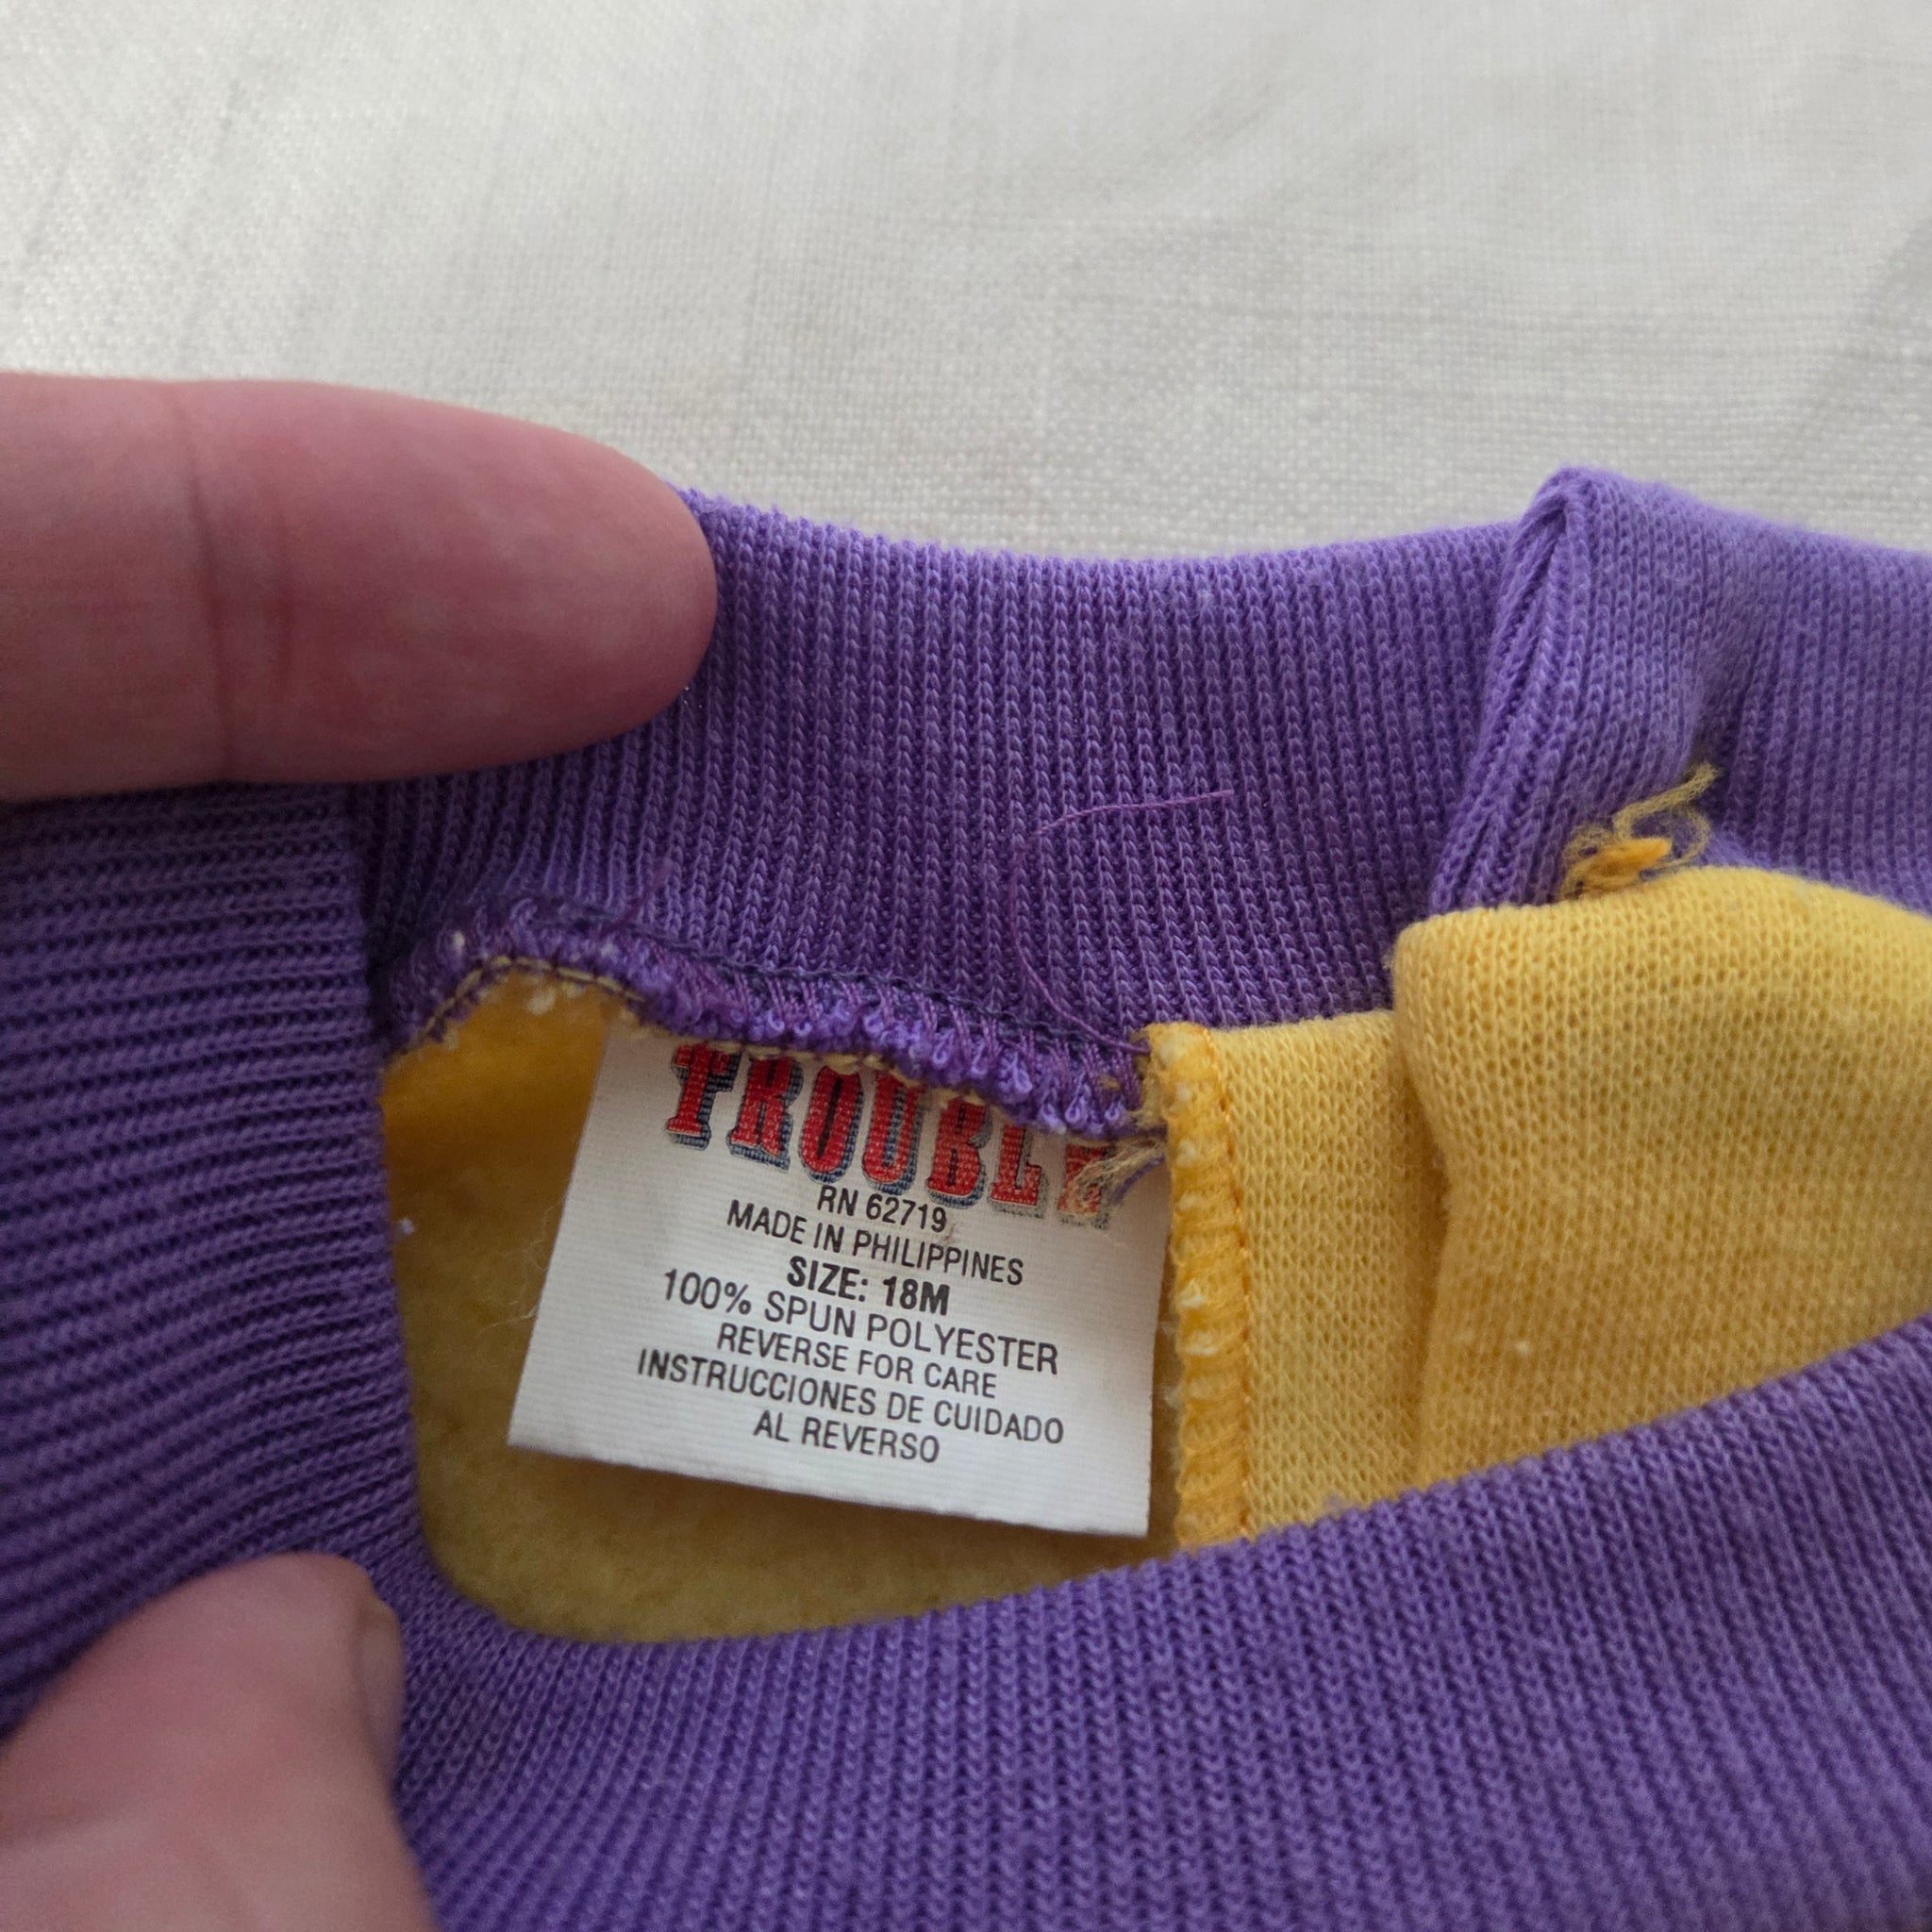 TROUBLE
RN 62719
MADE IN PHILIPPINES
SIZE: 18M
100% SPUN POLYESTER
REVERSE FOR CARE
INSTRUCCIONES DE CUIDADO
AL REVERSO